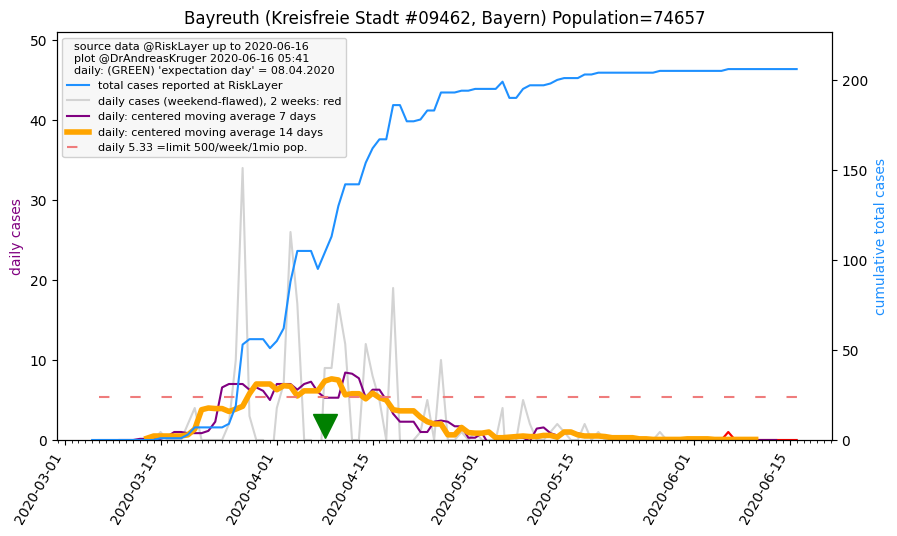 Bayreuth (Kreisfreie Stadt #09462, Bayern) Population=74657
source data @RiskLayer up to 2020-06-16
plot @DrAndreasKruger 2020-06-16 05:41
daily: (GREEN) 'expectation day' = 08.04.2020
total cases reported at RiskLayer
daily cases (weekend-flawed), 2 weeks: red
daily: centered moving average 7 days
daily: centered moving average 14 days
daily 5.33 =limit 500/week/1mio pop.
daily cases
50
40
30
20
10
0
cumulative total cases
200
150
100
50
0
2020-03-01
2020-03-15
2020-04-01
2020-04-15
2020-05-01
2020-05-15
2020-06-01
2020-06-15